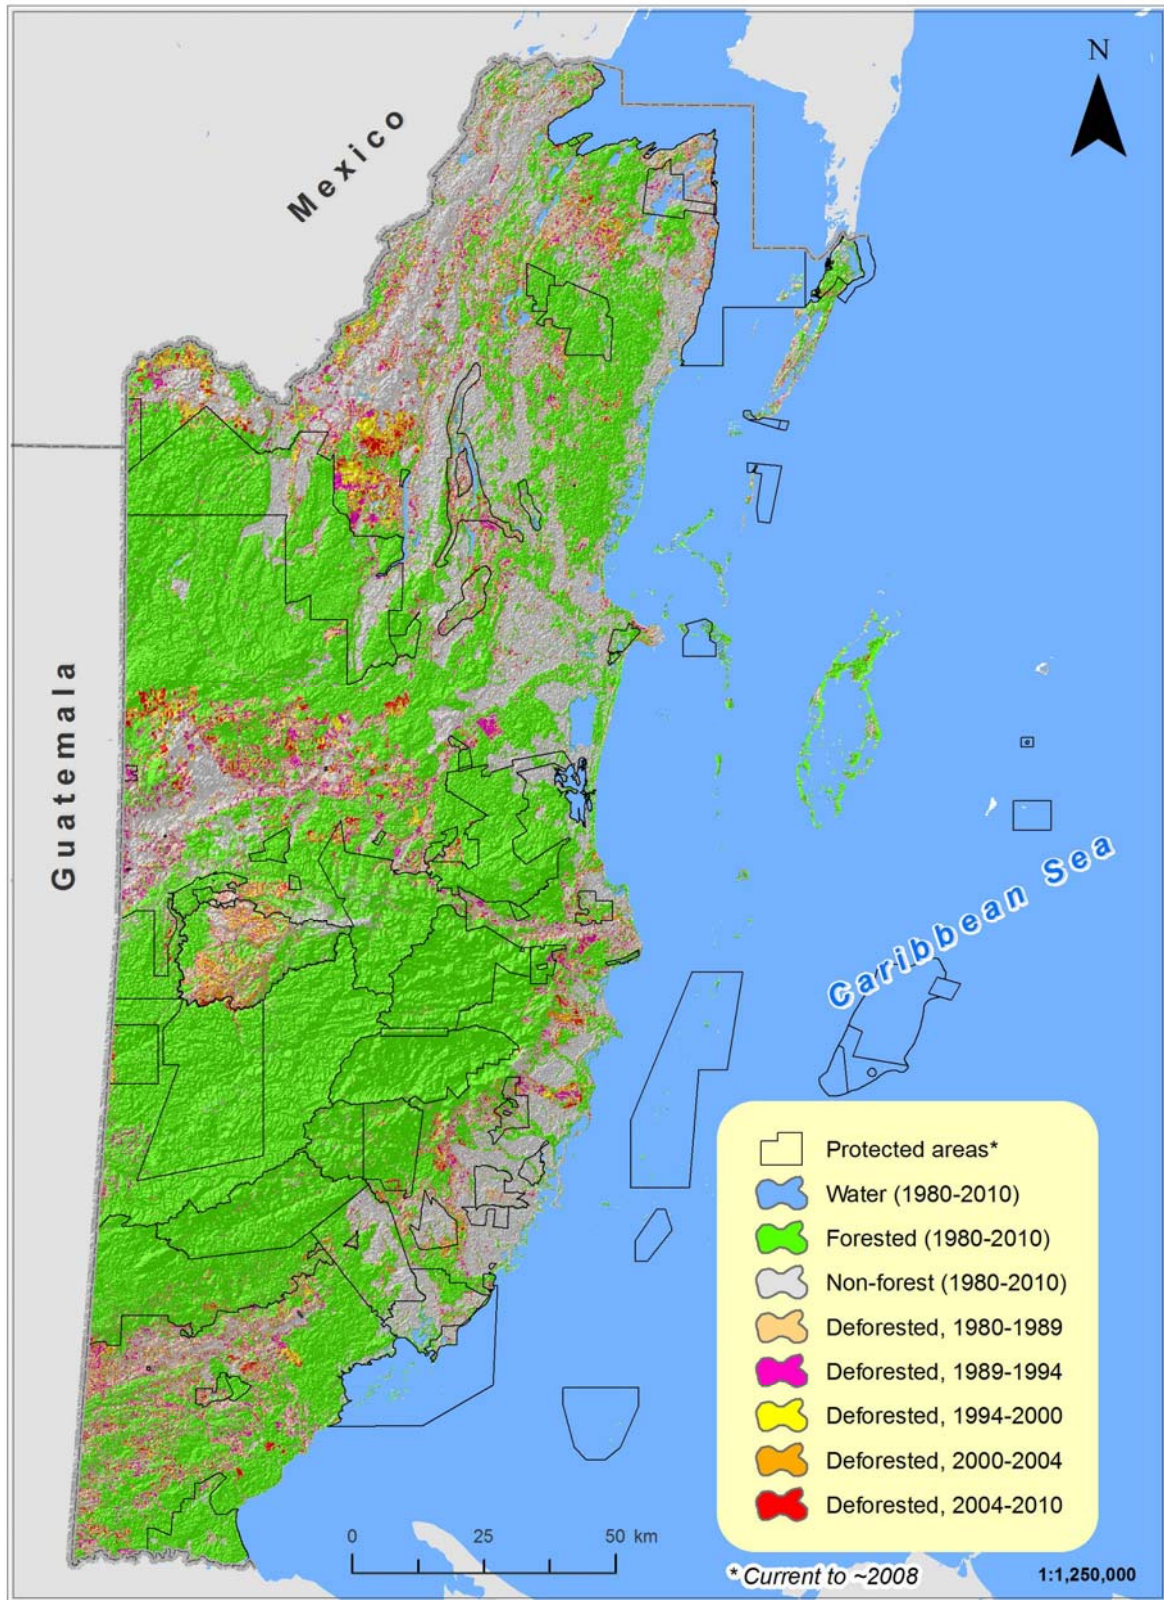 N
Mexico
Guatemala
Caribbean Sea
Protected areas*
Water (1980-2010)
Forested (1980-2010)
Non-forest (1980-2010)
Deforested, 1980-1989
Deforested, 1989-1994
Deforested, 1994-2000
Deforested, 2000-2004
Deforested, 2004-2010
0 25 50 km
* Current to ~2008
1:1,250,000